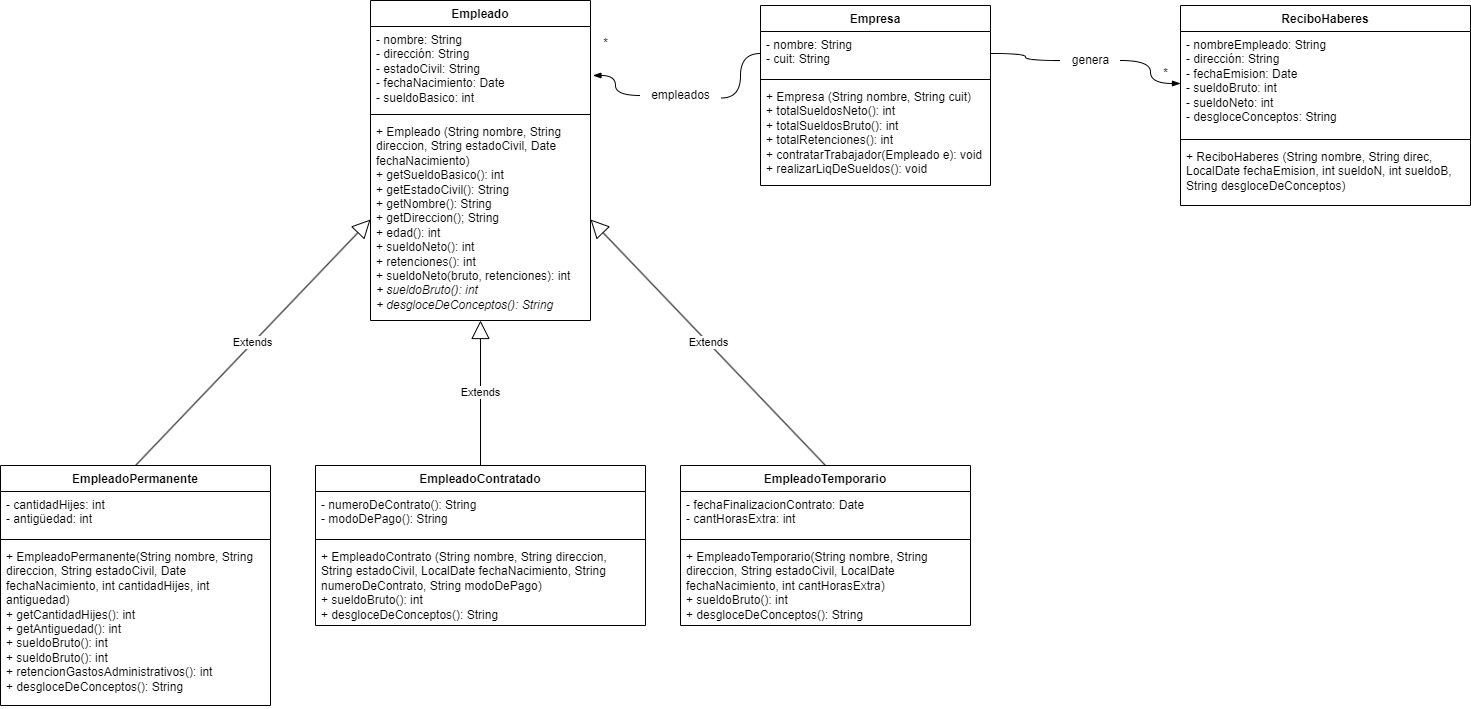 Empleado
- nombre: String
- dirección: String
- estadoCivil: String
- fechaNacimiento: Date
- sueldoBasico: int
+ Empleado (String nombre, String
direccion, String estadoCivil, Date
fechaNacimiento)
+ getSueldoBasico(): int
+ getEstadoCivil(): String
+ getNombre(): String
+ getDireccion(); String
+ edad(): int
+ sueldoNeto(): int
+ retenciones(): int
+ sueldoNeto(bruto, retenciones): int
+ sueldoBruto(): int
+ desgloceDeConceptos(): String
*
empleados
Empresa
- nombre: String
- cuit: String
+ Empresa (String nombre, String cuit)
+ totalSueldosNeto(): int
+ totalSueldosBruto(): int
+ totalRetenciones(): int
+ contratarTrabajador(Empleado e): void
+ realizarLiqDeSueldos(): void
genera
*
ReciboHaberes
- nombreEmpleado: String
- dirección: String
- fechaEmision: Date
- sueldoBruto: int
- sueldoNeto: int
- desgloceConceptos: String
+ ReciboHaberes (String nombre, String direc,
LocalDate fechaEmision, int sueldoN, int sueldoB,
String desgloceDeConceptos)
Extends
Extends
Extends
EmpleadoPermanente
- cantidadHijes: int
- antigüedad: int
+ EmpleadoPermanente(String nombre, String
direccion, String estadoCivil, Date
fechaNacimiento, int cantidadHijes, int
antiguedad)
+ getCantidadHijes(): int
+ getAntiguedad(): int
+ sueldoBruto(): int
+ sueldoBruto(): int
+ retencionGastosAdministrativos(): int
+ desgloceDeConceptos(): String
EmpleadoContratado
- numeroDeContrato(): String
- modoDePago(): String
+ EmpleadoContrato (String nombre, String direccion,
String estadoCivil, LocalDate fechaNacimiento, String
numeroDeContrato, String modoDePago)
+ sueldoBruto(): int
+ desgloceDeConceptos(): String
EmpleadoTemporario
- fechaFinalizacionContrato: Date
- cantHorasExtra: int
+ EmpleadoTemporario(String nombre, String
direccion, String estadoCivil, LocalDate
fechaNacimiento, int cantHorasExtra)
+ sueldoBruto(): int
+ desgloceDeConceptos(): String